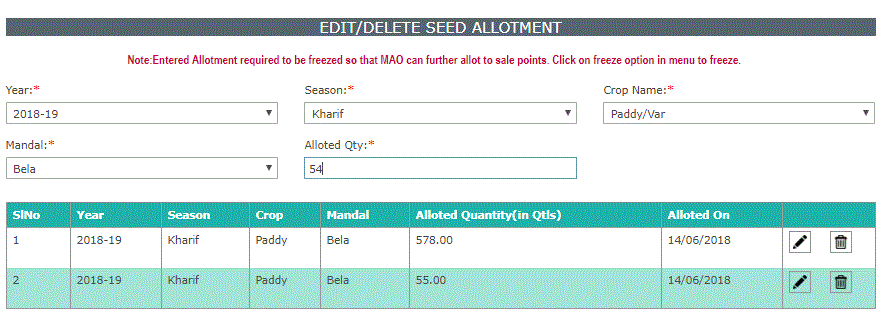 EDIT/DELETE SEED ALLOTMENT
Note:Entered Allotment required to be freezed so that MAO can further allot to sale points. Click on freeze option in menu to freeze.
Year:* Season:* Crop Name:*
2018-19 Kharif Paddy/Var
Mandal:* Alloted Qty:*
Bela 54
SlNo Year Season Crop Mandal Alloted Quantity(in Qtls) Alloted On
1 2018-19 Kharif Paddy Bela 578.00 14/06/2018
2 2018-19 Kharif Paddy Bela 55.00 14/06/2018